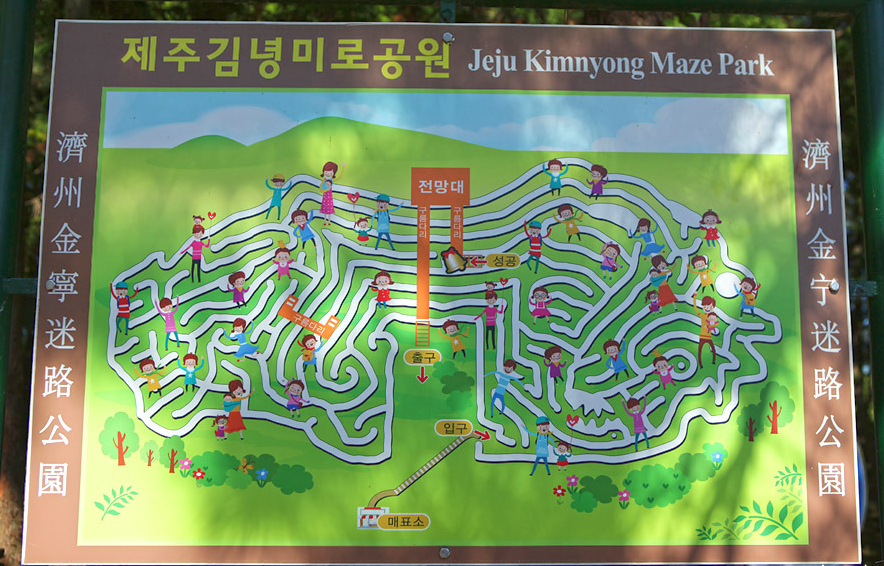 제주김녕미로공원 Jeju Kimnyong Maze Park
濟州金寧迷路公園
전망대
구름다리
구름다리
성공
구름다리
출구
입구
매표소
濟州金宁迷路公園